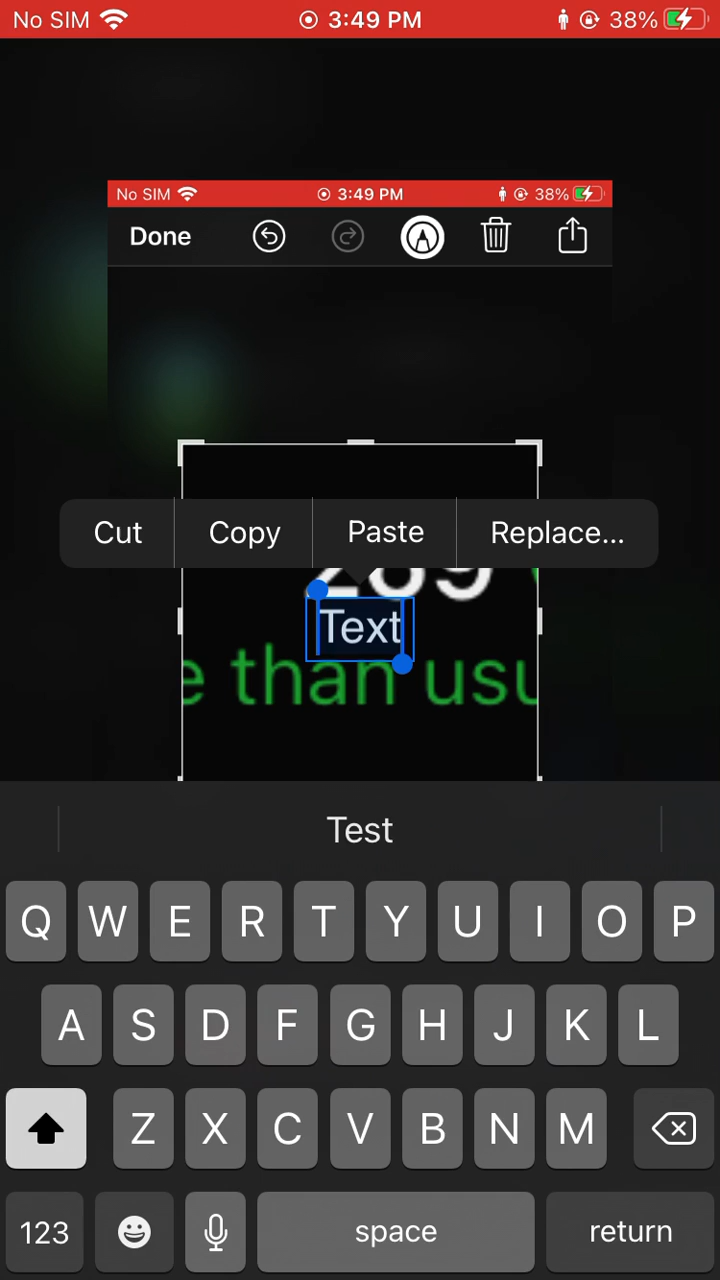 No SIM 3:49 PM 38%
No SIM 3:49 PM 38%
Done
Cut Copy Paste Replace...
289
Text
e than usu
Test
Q W E R T Y U I O P
A S D F G H J K L
Z X C V B N M
123 space return